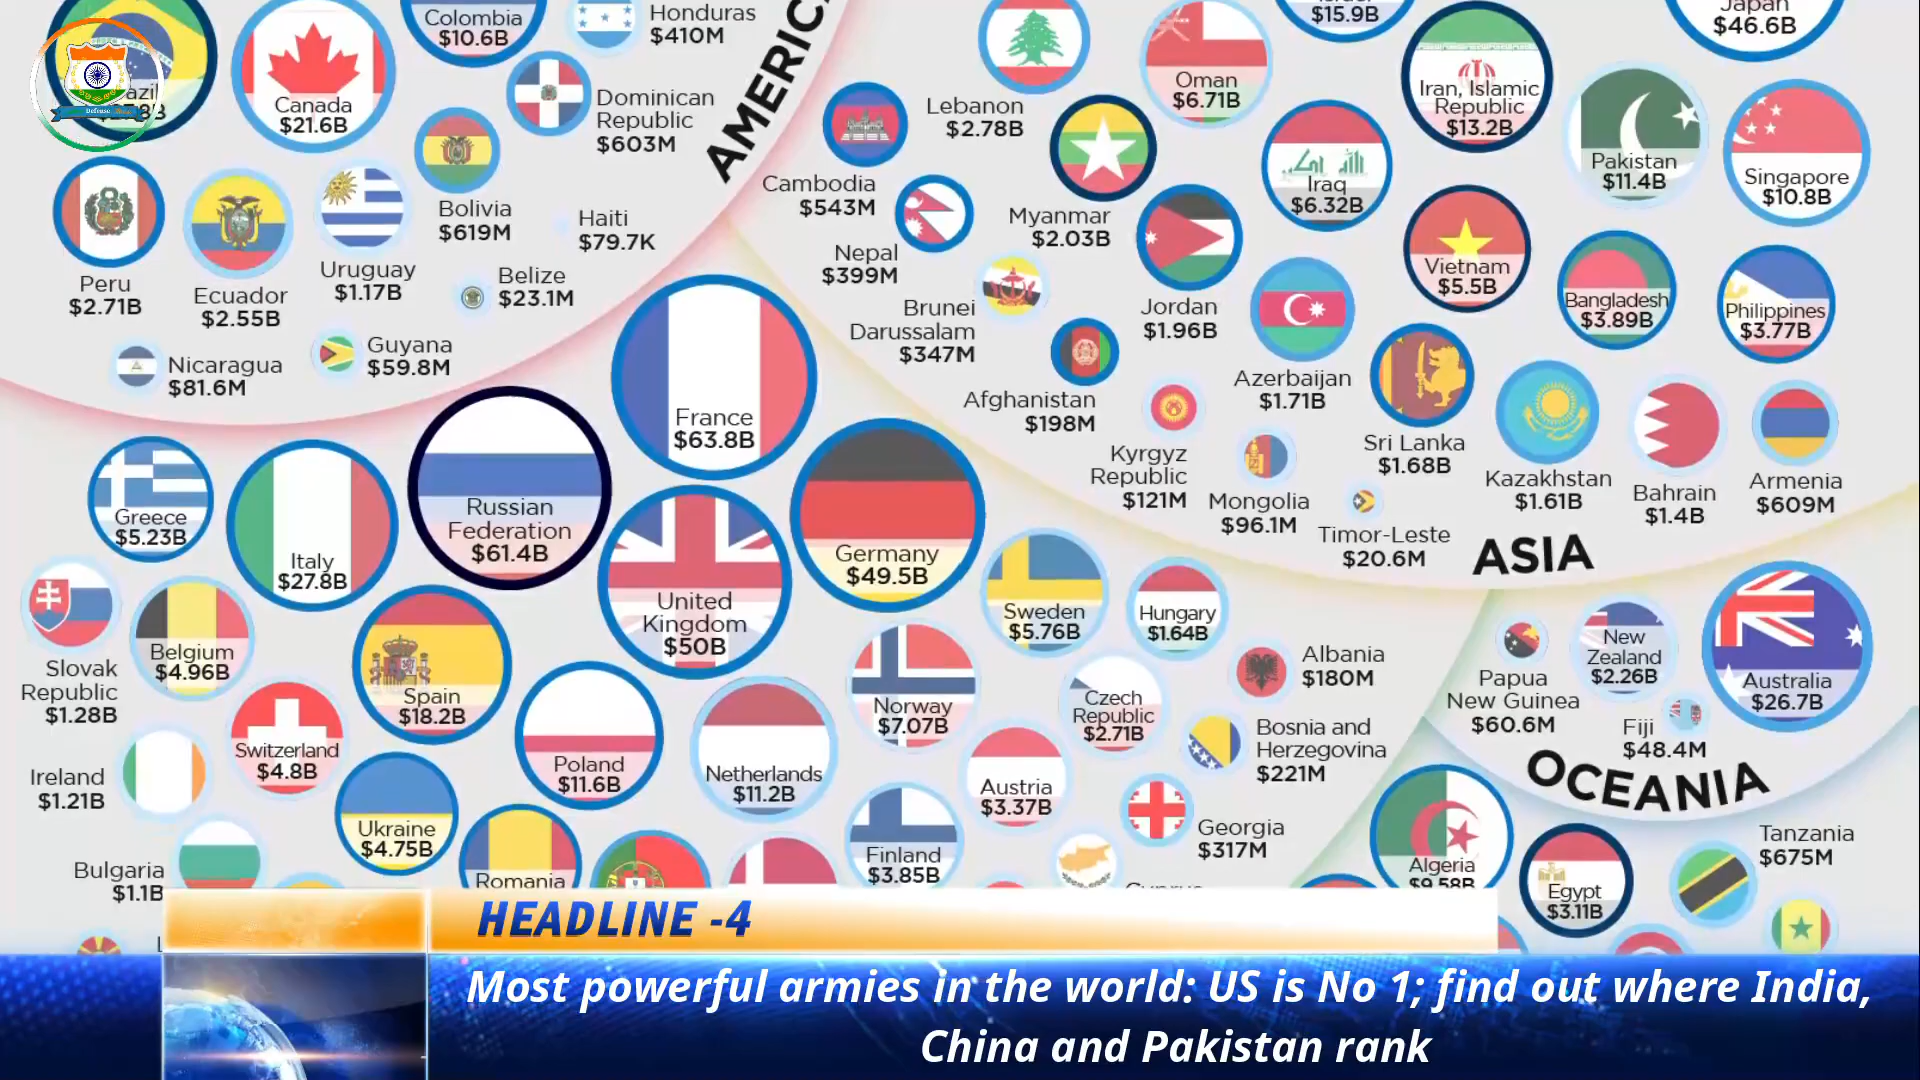 Colombia
$10.6B
Honduras
$410M
AMERIC
$15.9B
Japan
$46.6B
Canada
$21.6B
Dominican
Republic
$603M
Lebanon
$2.78B
Oman
$6.71B
Iran, Islamic
Republic
$13.2B
Pakistan
$11.4B
Singapore
$10.8B
Defense
Peru
$2.71B
Ecuador
$2.55B
Uruguay
$1.17B
Bolivia
$619M
Haiti
$79.7K
Belize
$23.1M
Nicaragua
$81.6M
Guyana
$59.8M
Cambodia
$543M
Nepal
$399M
Myanmar
$2.03B
Iraq
$6.32B
Vietnam
$5.5B
Brunei
Darussalam
$347M
Jordan
$1.96B
Bangladesh
$3.89B
Philippines
$3.77B
Afghanistan
$198M
Azerbaijan
$1.71B
Kyrgyz
Republic
$121M
Mongolia
$96.1M
Sri Lanka
$1.68B
Timor-Leste
$20.6M
Kazakhstan
$1.61B
Bahrain
$1.4B
Armenia
$609M
ASIA
France
$63.8B
Greece
$5.23B
Italy
$27.8B
Russian
Federation
$61.4B
United
Kingdom
$50B
Germany
$49.5B
Slovak
Republic
$1.28B
Belgium
$4.96B
Spain
$18.2B
Sweden
$5.76B
Hungary
$1.64B
Albania
$180M
Papua
New Guinea
$60.6M
New
Zealand
$2.26B
Australia
$26.7B
Fiji
$48.4M
OCEANIA
Ireland
$1.21B
Switzerland
$4.8B
Poland
$11.6B
Netherlands
$11.2B
Norway
$7.07B
Czech
Republic
$2.71B
Bosnia and
Herzegovina
$221M
Ukraine
$4.75B
Austria
$3.37B
Georgia
$317M
Bulgaria
$1.1B
Romania
Finland
$3.85B
Algeria
$9.58B
Egypt
$3.11B
Tanzania
$675M
HEADLINE -4
Most powerful armies in the world: US is No 1; find out where India,
China and Pakistan rank